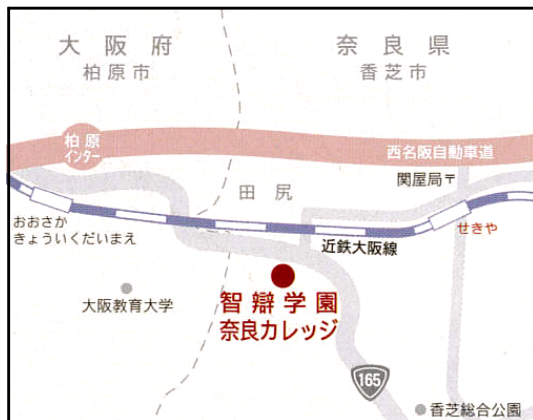 大阪府
柏原市
奈良県
香芝市
柏原
インター
西名阪自動車道
関屋局〒
田尻
おおさか
きょういくだいまえ
せきや
近鉄大阪線
大阪教育大学
智辯学園
奈良カレッジ
165
香芝総合公園